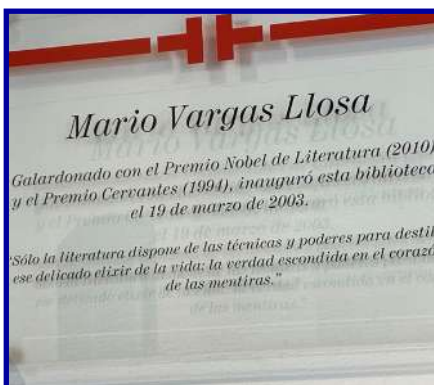 Mario Vargas Llosa
Galardonado con el Premio Nobel de Literatura (2010)
y el Premio Cervantes (1994), inauguró esta biblioteca
el 19 de marzo de 2003.
"Sólo la literatura dispone de las técnicas y poderes para destil
ese delicado elixir de la vida: la verdad escondida en el corazó
de las mentiras."